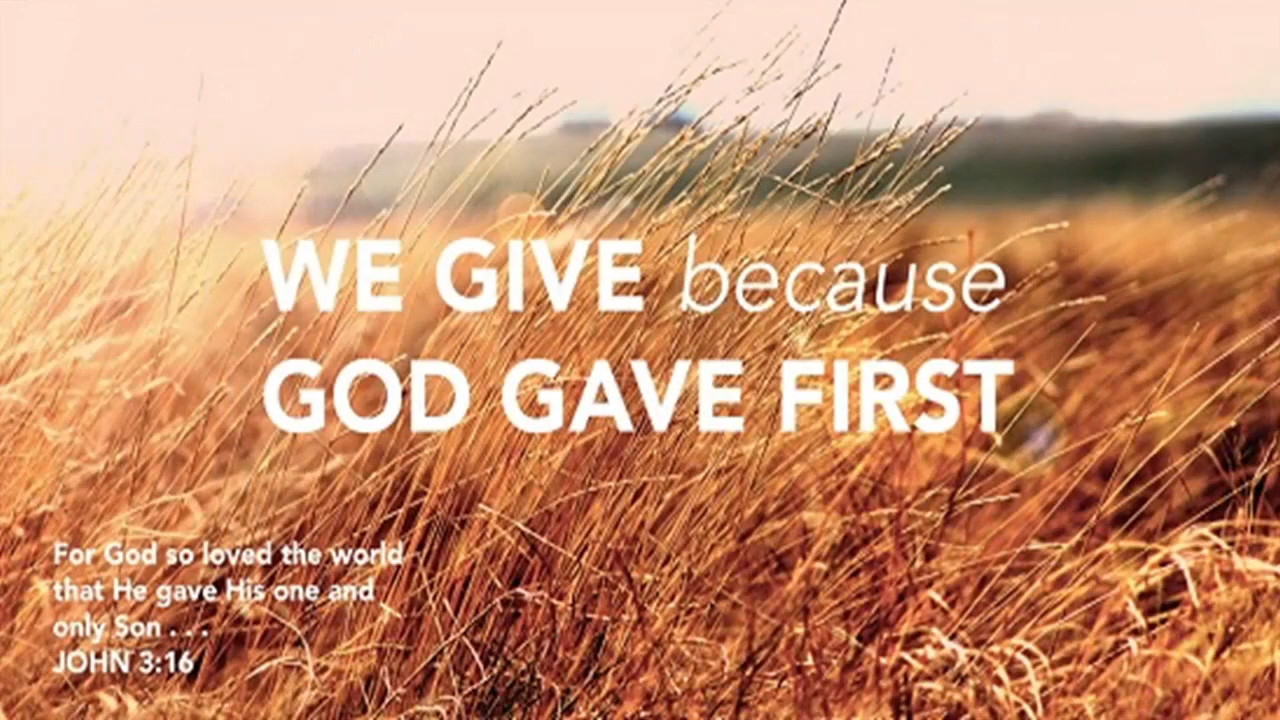 WE GIVE because
GOD GAVE FIRST
For God so loved the world
that He gave His one and
only Son . . .
JOHN 3:16